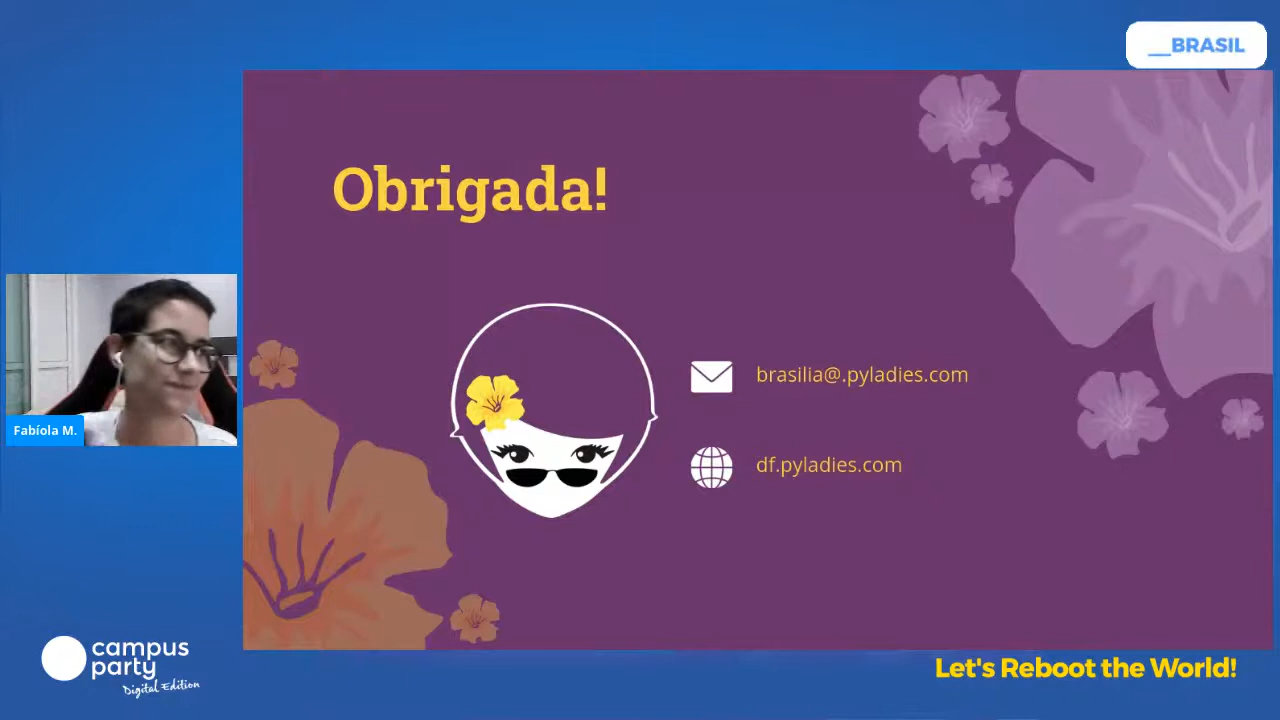 __BRASIL
Obrigada!
brasilia@.pyladies.com
df.pyladies.com
Fabíola M.
campus
party
Digital Edition
Let's Reboot the World!